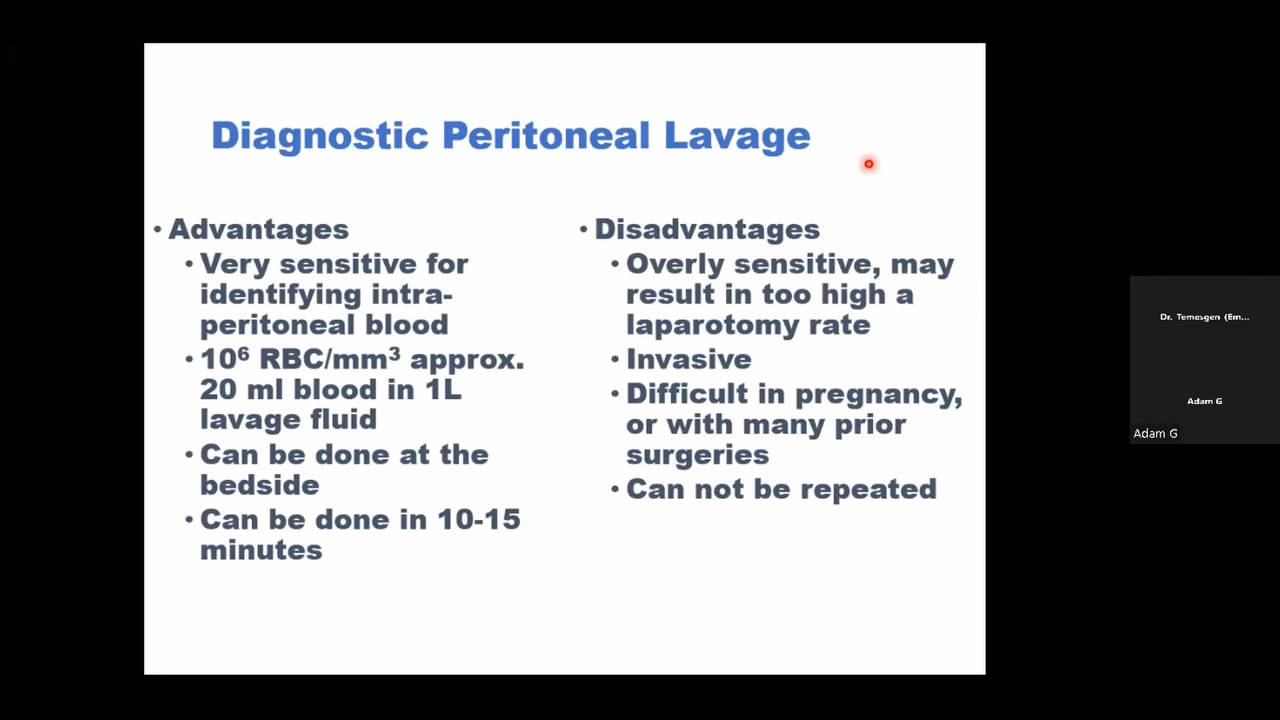 Diagnostic Peritoneal Lavage
• Advantages
• Very sensitive for
identifying intra-
peritoneal blood
• 10⁶ RBC/mm³ approx.
20 ml blood in 1L
lavage fluid
• Can be done at the
bedside
• Can be done in 10-15
minutes
• Disadvantages
• Overly sensitive, may
result in too high a
laparotomy rate
• Invasive
• Difficult in pregnancy,
or with many prior
surgeries
• Can not be repeated
Dr. Temesgen (Em...
Adam G
Adam G